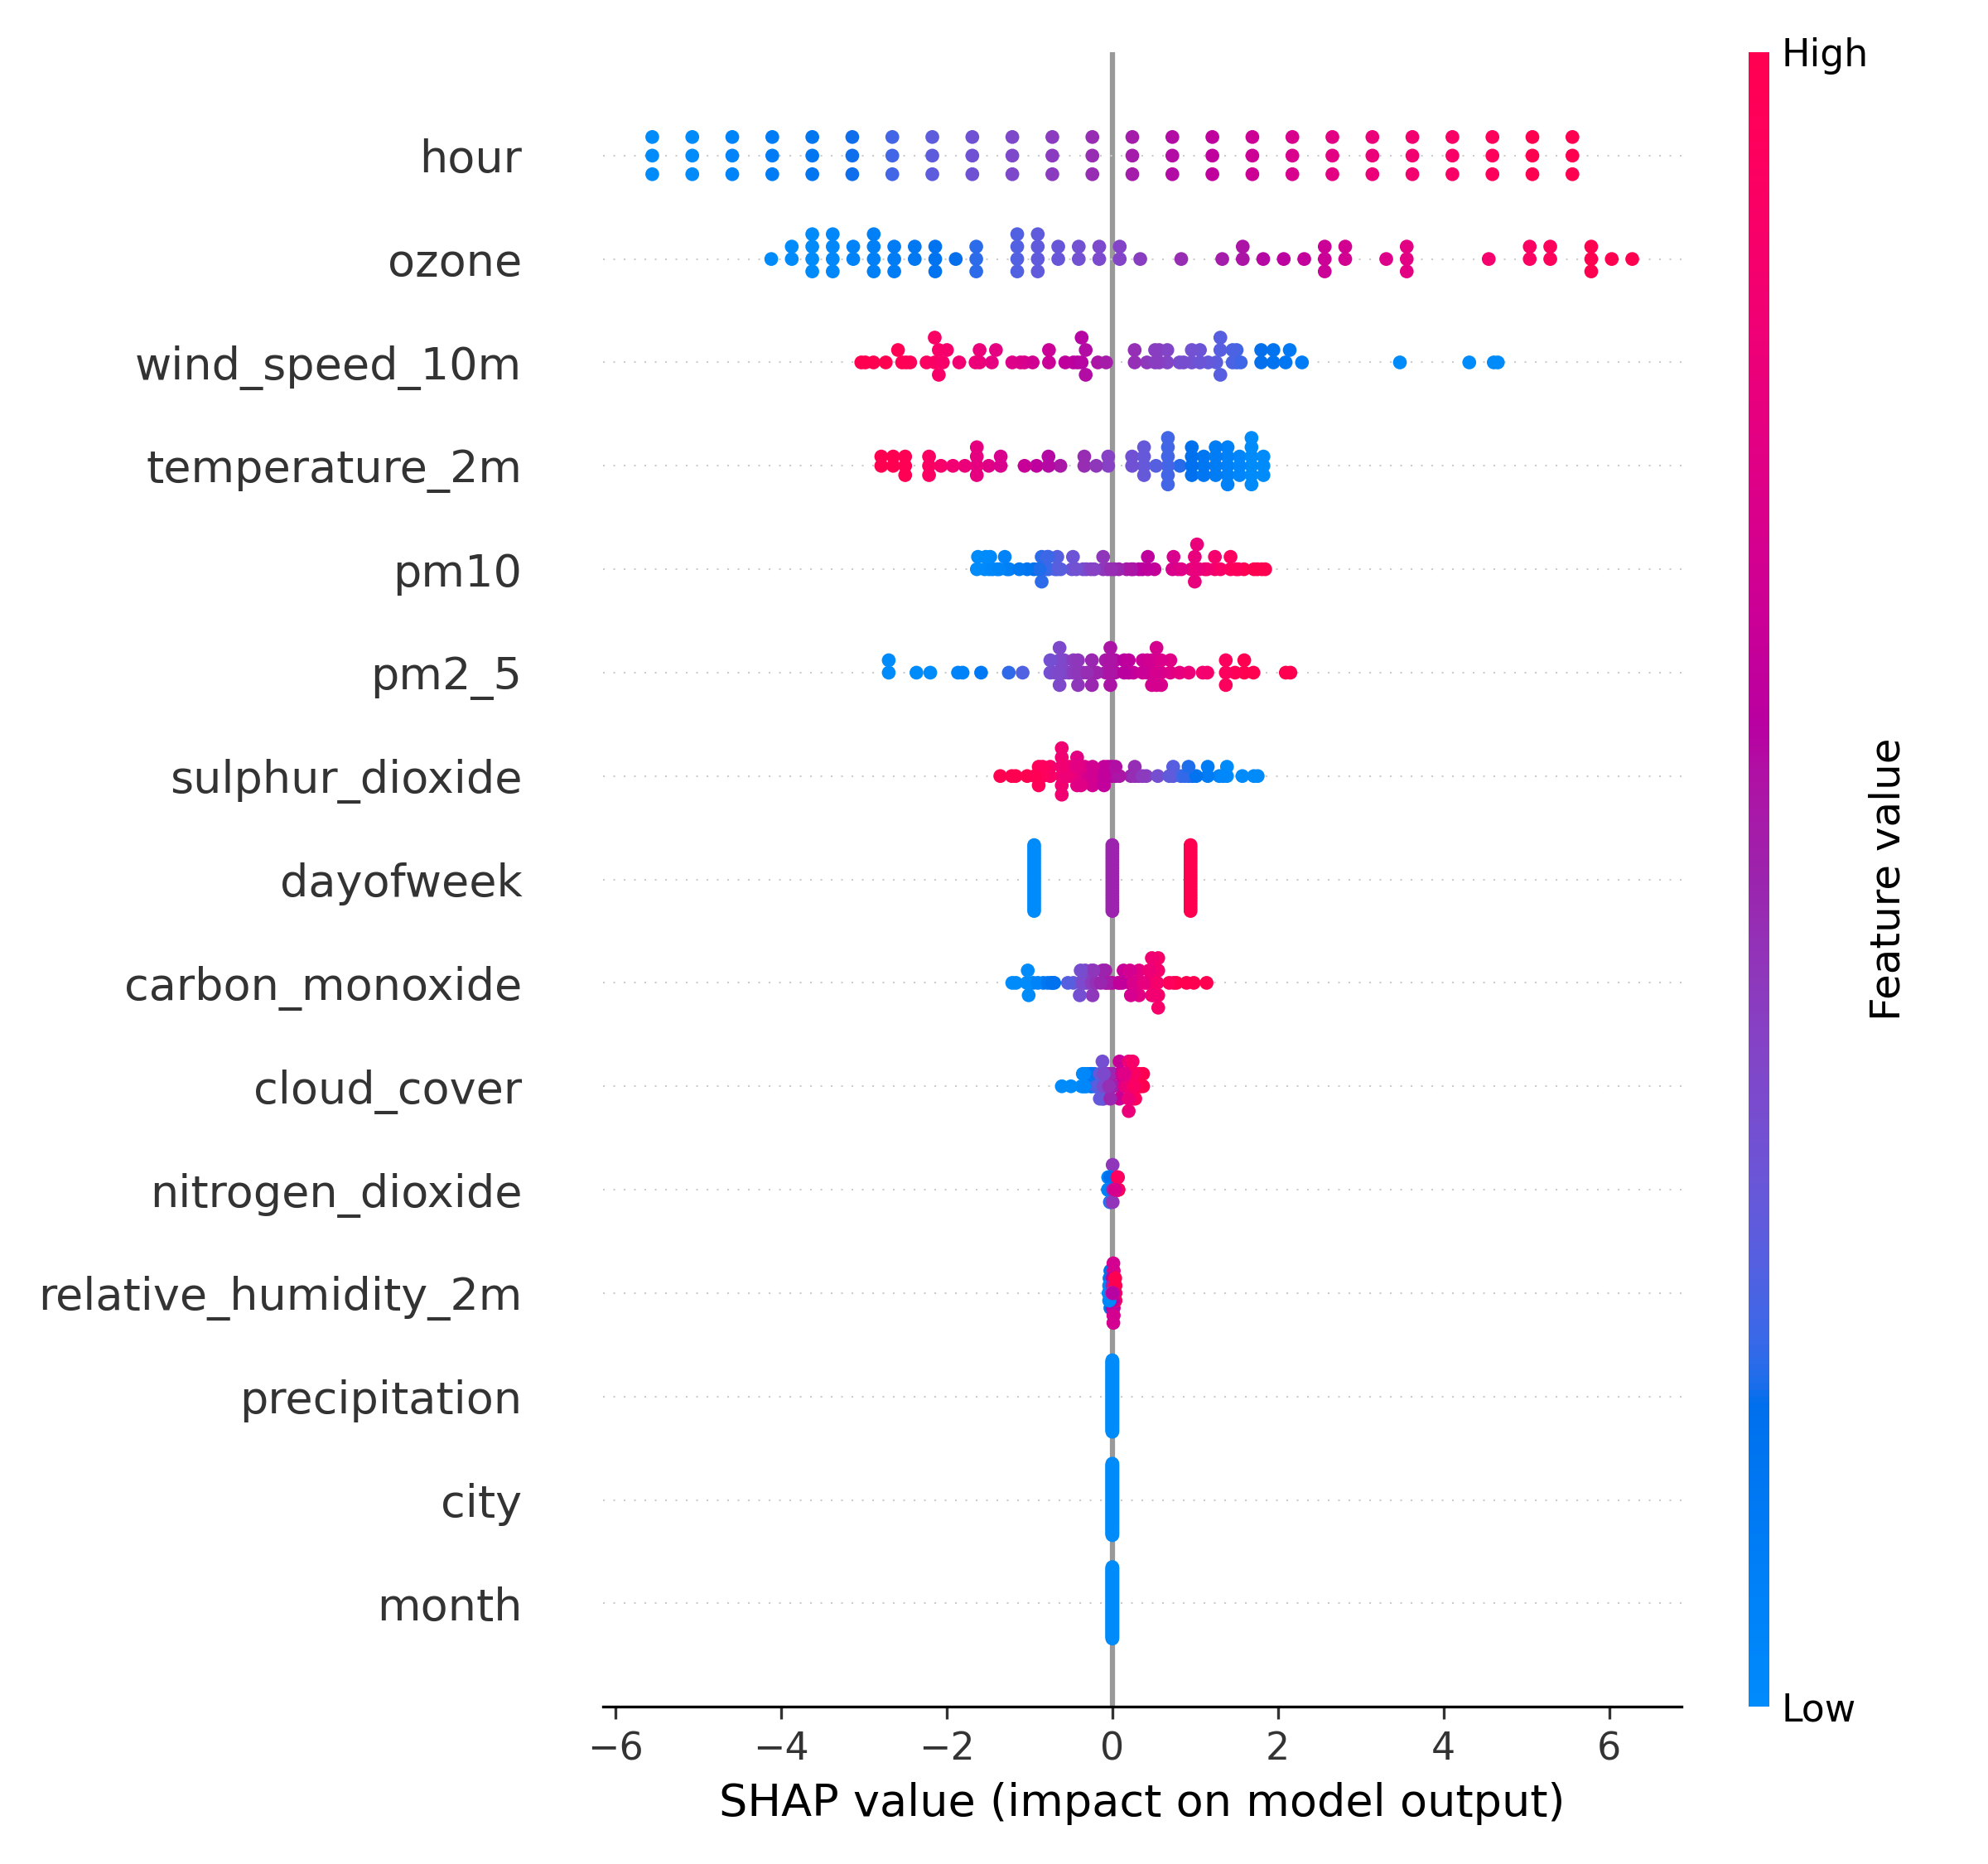 High
hour
ozone
wind_speed_10m
temperature_2m
pm10
pm2_5
sulphur_dioxide
dayofweek
carbon_monoxide
cloud_cover
nitrogen_dioxide
relative_humidity_2m
precipitation
city
month
Feature value
Low
−6 −4 −2 0 2 4 6
SHAP value (impact on model output)